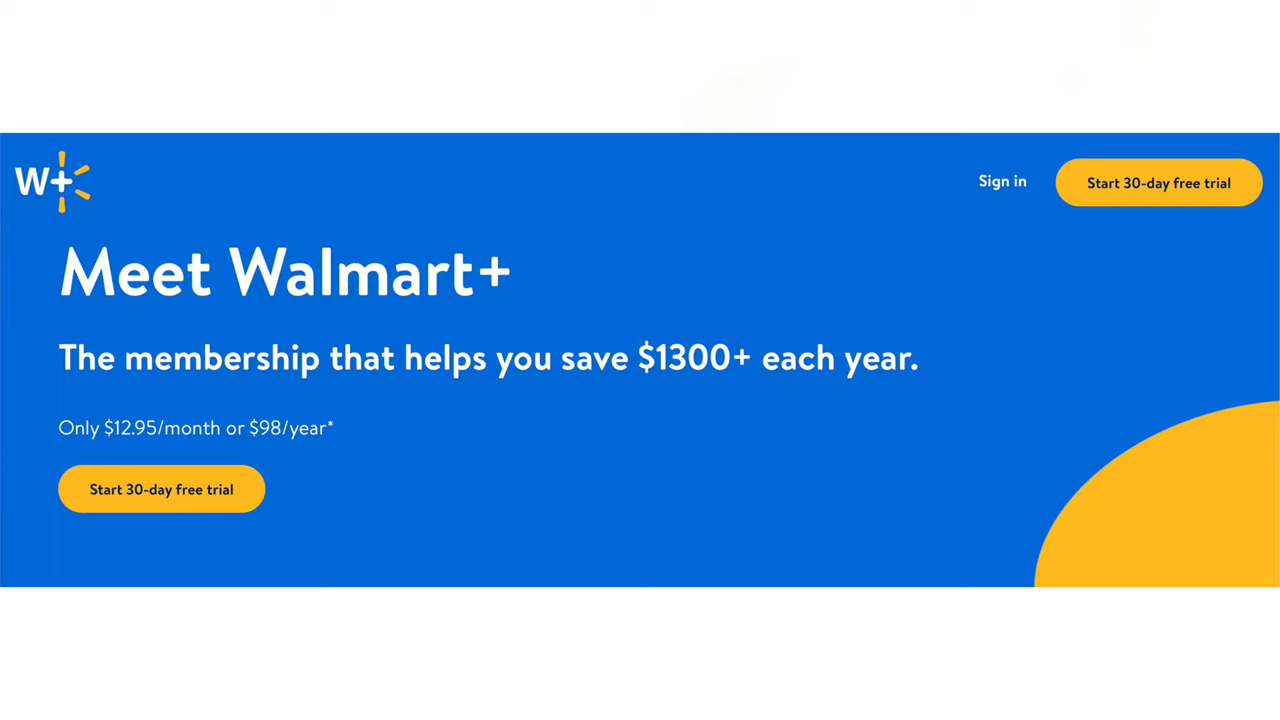 W+
Sign in
Start 30-day free trial
Meet Walmart+
The membership that helps you save $1300+ each year.
Only $12.95/month or $98/year*
Start 30-day free trial